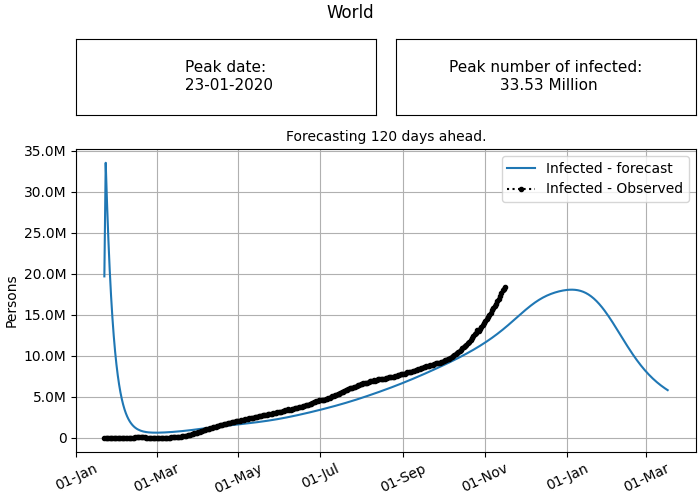 World
Peak date:
23-01-2020
Peak number of infected:
33.53 Million
Forecasting 120 days ahead.
35.0M
30.0M
25.0M
20.0M
15.0M
10.0M
5.0M
0
Persons
Infected - forecast
Infected - Observed
01-Jan
01-Mar
01-May
01-Jul
01-Sep
01-Nov
01-Jan
01-Mar